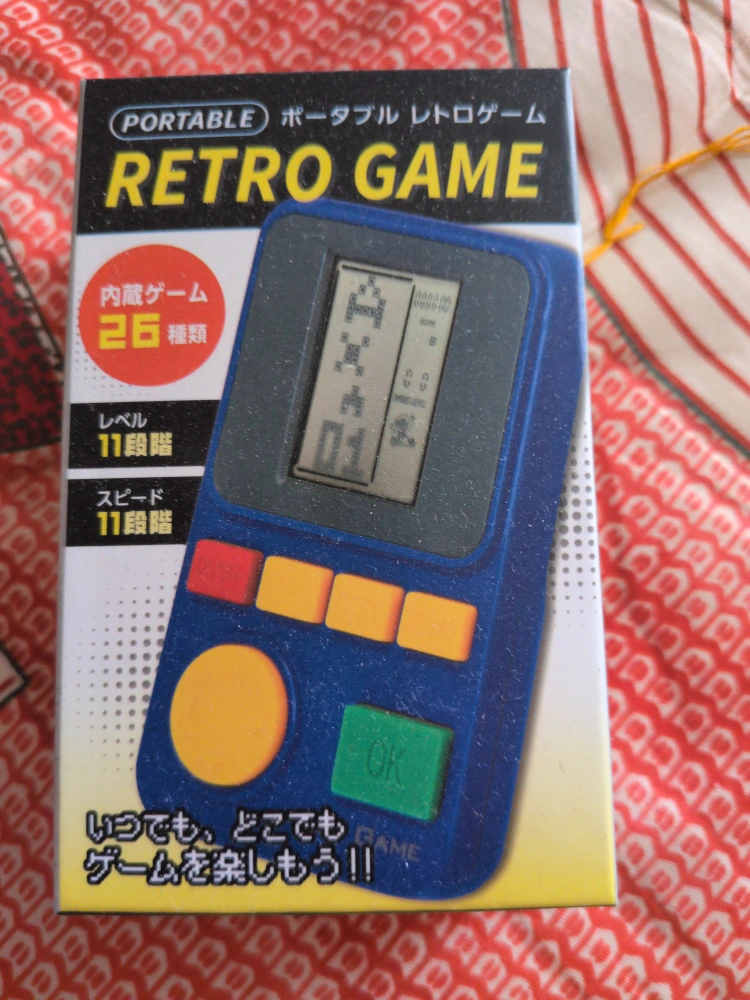 PORTABLE ポータブル レトロゲーム
RETRO GAME
内蔵ゲーム
26 種類
レベル
11段階
スピード
11段階
01
OK
GAME
いつでも、どこでも
ゲームを楽しもう!!